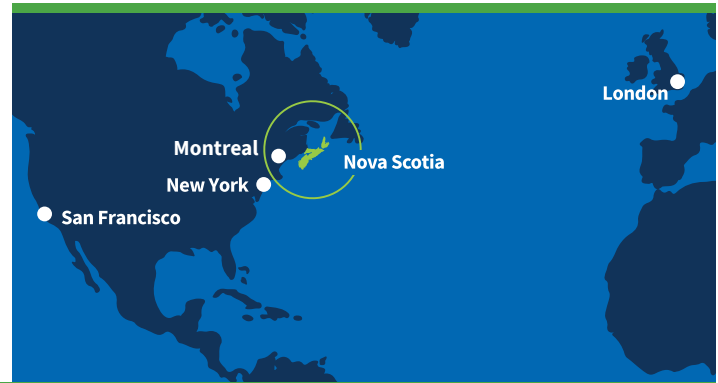 London
Montreal
Nova Scotia
New York
San Francisco